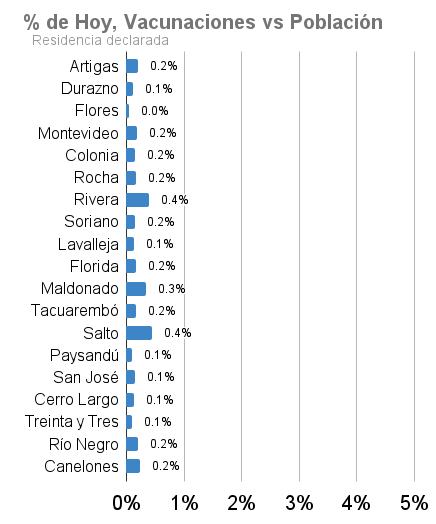 % de Hoy, Vacunaciones vs Población
Residencia declarada
Artigas 0.2%
Durazno 0.1%
Flores 0.0%
Montevideo 0.2%
Colonia 0.2%
Rocha 0.2%
Rivera 0.4%
Soriano 0.2%
Lavalleja 0.1%
Florida 0.2%
Maldonado 0.3%
Tacuarembó 0.2%
Salto 0.4%
Paysandú 0.1%
San José 0.1%
Cerro Largo 0.1%
Treinta y Tres 0.1%
Río Negro 0.2%
Canelones 0.2%
0% 1% 2% 3% 4% 5%